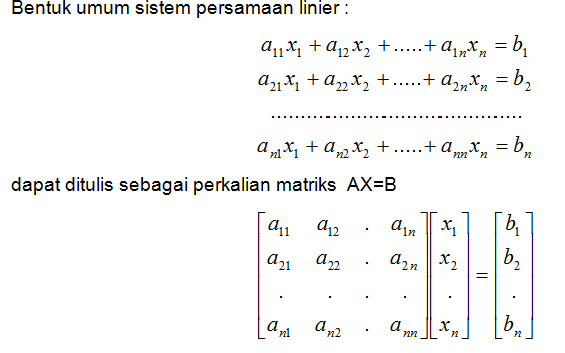 Bentuk umum sistem persamaan linier :
a₁₁x₁ + a₁₂x₂ + ..... + a₁ₙxₙ = b₁
a₂₁x₁ + a₂₂x₂ + ..... + a₂ₙxₙ = b₂
..........................................
aₙ₁x₁ + aₙ₂x₂ + ..... + aₙₙxₙ = bₙ
dapat ditulis sebagai perkalian matriks AX=B
[a₁₁ a₁₂ . a₁ₙ] [x₁] [b₁]
[a₂₁ a₂₂ . a₂ₙ] [x₂] = [b₂]
[. . . .] [.] [.]
[aₙ₁ aₙ₂ . aₙₙ] [xₙ] [bₙ]